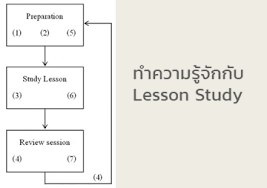 Preparation
(1) (2) (5)
Study Lesson
(3) (6)
Review session
(4) (7)
(4)
ทำความรู้จักกับ
Lesson Study